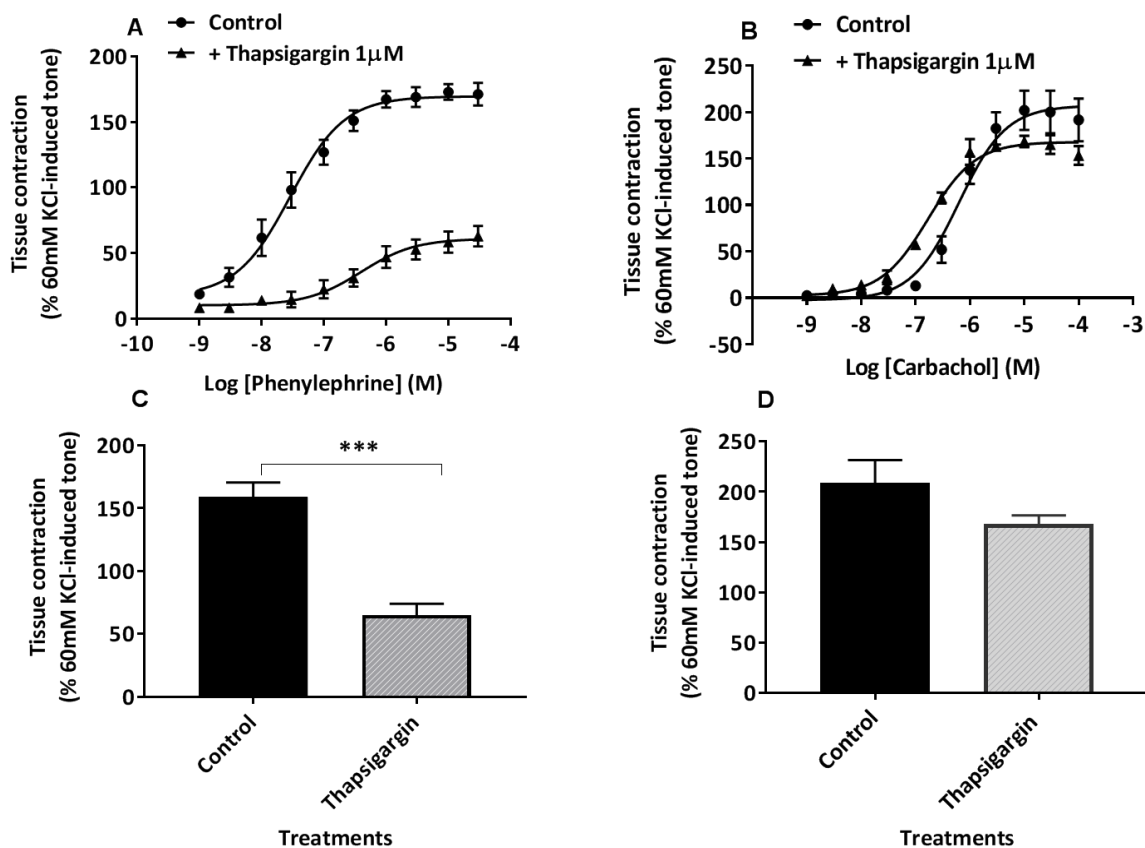 A
Control
+ Thapsigargin 1µM
Tissue contraction
(% 60mM KCl-induced tone)
200
150
100
50
0
-10 -9 -8 -7 -6 -5 -4
Log [Phenylephrine] (M)
B
Control
+ Thapsigargin 1µM
Tissue contraction
(% 60mM KCl-induced tone)
250
200
150
100
50
0
-50
-9 -8 -7 -6 -5 -4 -3
Log [Carbachol] (M)
C
Tissue contraction
(% 60mM KCl-induced tone)
200
150
100
50
0
***
Control
Thapsigargin
Treatments
D
Tissue contraction
(% 60mM KCl-induced tone)
250
200
150
100
50
0
Control
Thapsigargin
Treatments